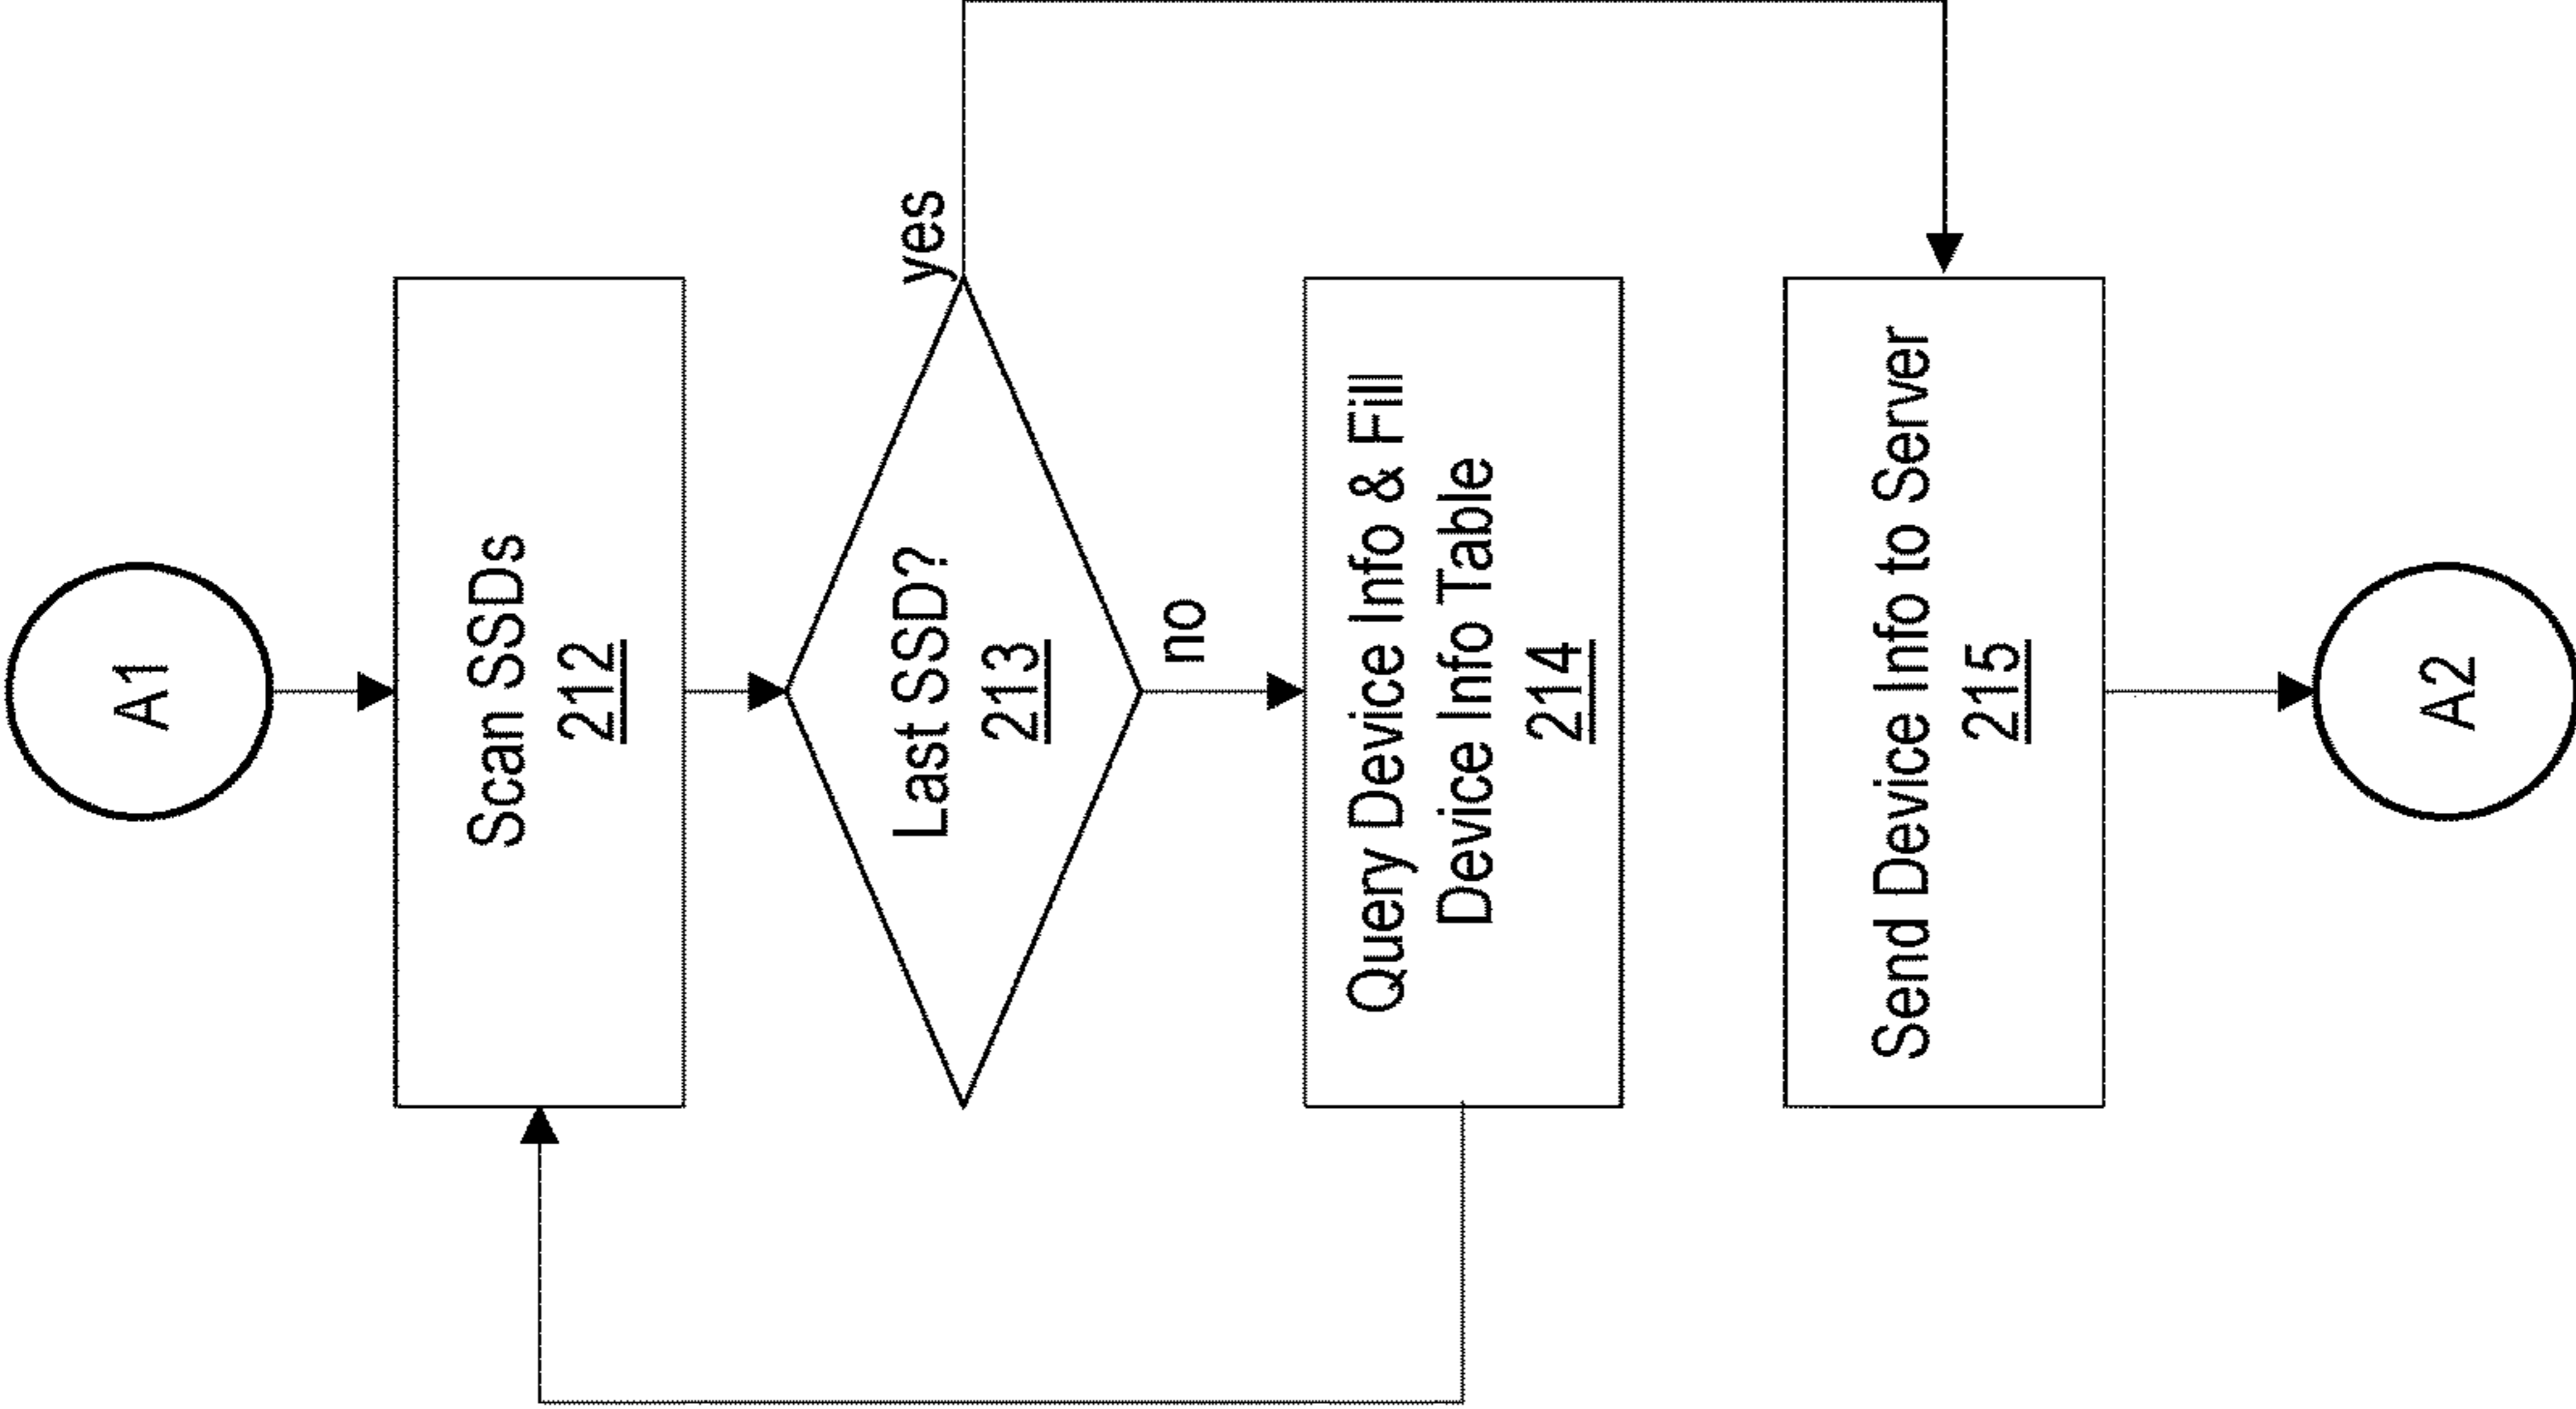 A1
Scan SSDs
212
Last SSD?
213
yes
no
Query Device Info & Fill
Device Info Table
214
Send Device Info to Server
215
A2